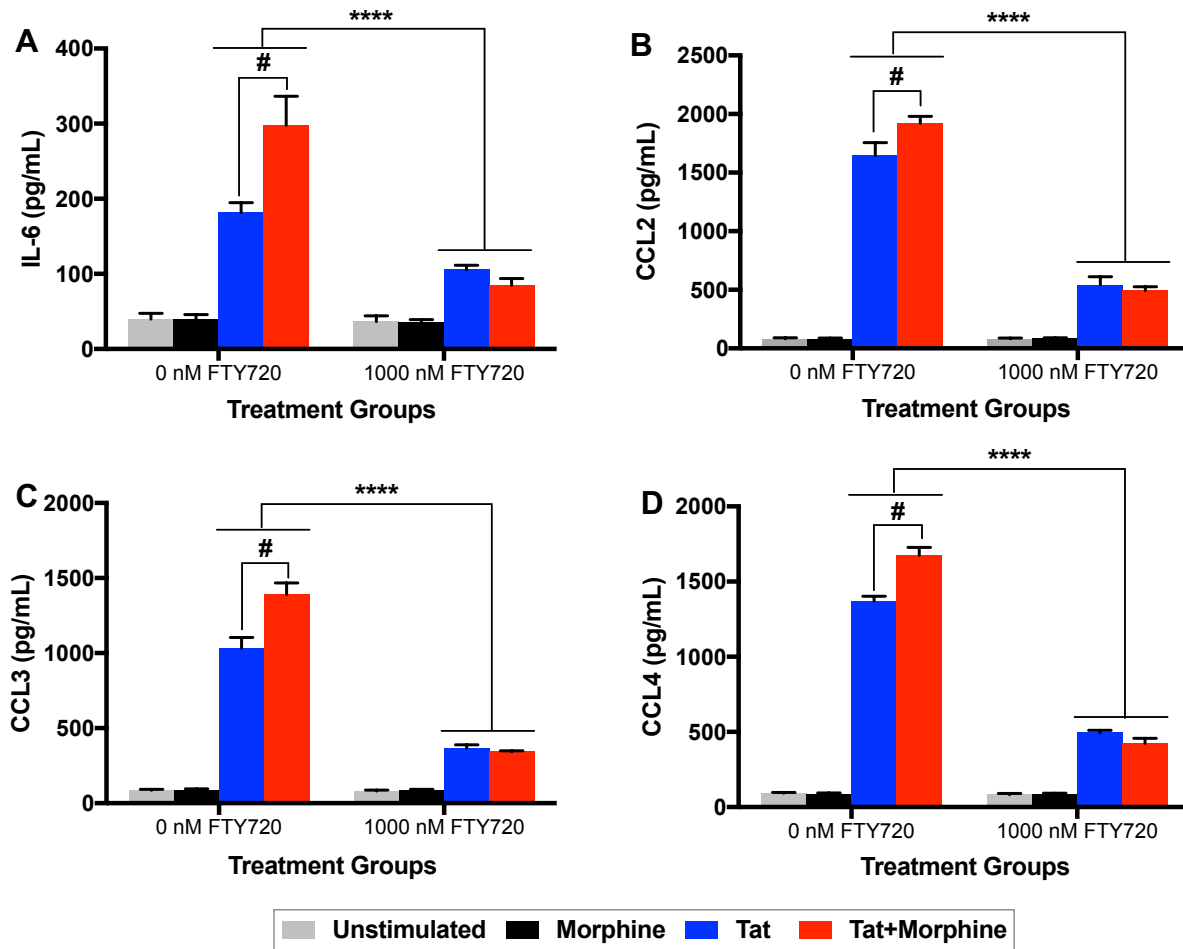 A
****
400
#
300
200
100
0
IL-6 (pg/mL)
0 nM FTY720 1000 nM FTY720
Treatment Groups
B
****
2500
#
2000
1500
1000
500
0
CCL2 (pg/mL)
0 nM FTY720 1000 nM FTY720
Treatment Groups
C
****
2000
#
1500
1000
500
0
CCL3 (pg/mL)
0 nM FTY720 1000 nM FTY720
Treatment Groups
D
****
2000
#
1500
1000
500
0
CCL4 (pg/mL)
0 nM FTY720 1000 nM FTY720
Treatment Groups
Unstimulated Morphine Tat Tat+Morphine